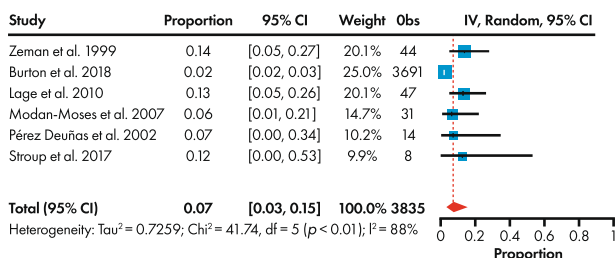 Study Proportion 95% CI Weight 0bs IV, Random, 95% CI
Zeman et al. 1999 0.14 [0.05, 0.27] 20.1% 44
Burton et al. 2018 0.02 [0.02, 0.03] 25.0% 3691
Lage et al. 2010 0.13 [0.05, 0.26] 20.1% 47
Modan-Moses et al. 2007 0.06 [0.01, 0.21] 14.7% 31
Pérez Deuñas et al. 2002 0.07 [0.00, 0.34] 10.2% 14
Stroup et al. 2017 0.12 [0.00, 0.53] 9.9% 8
Total (95% CI) 0.07 [0.03, 0.15] 100.0% 3835
Heterogeneity: Tau² = 0.7259; Chi² = 41.74, df = 5 (p < 0.01); I² = 88%
0 0.2 0.4 0.6 0.8 1
Proportion